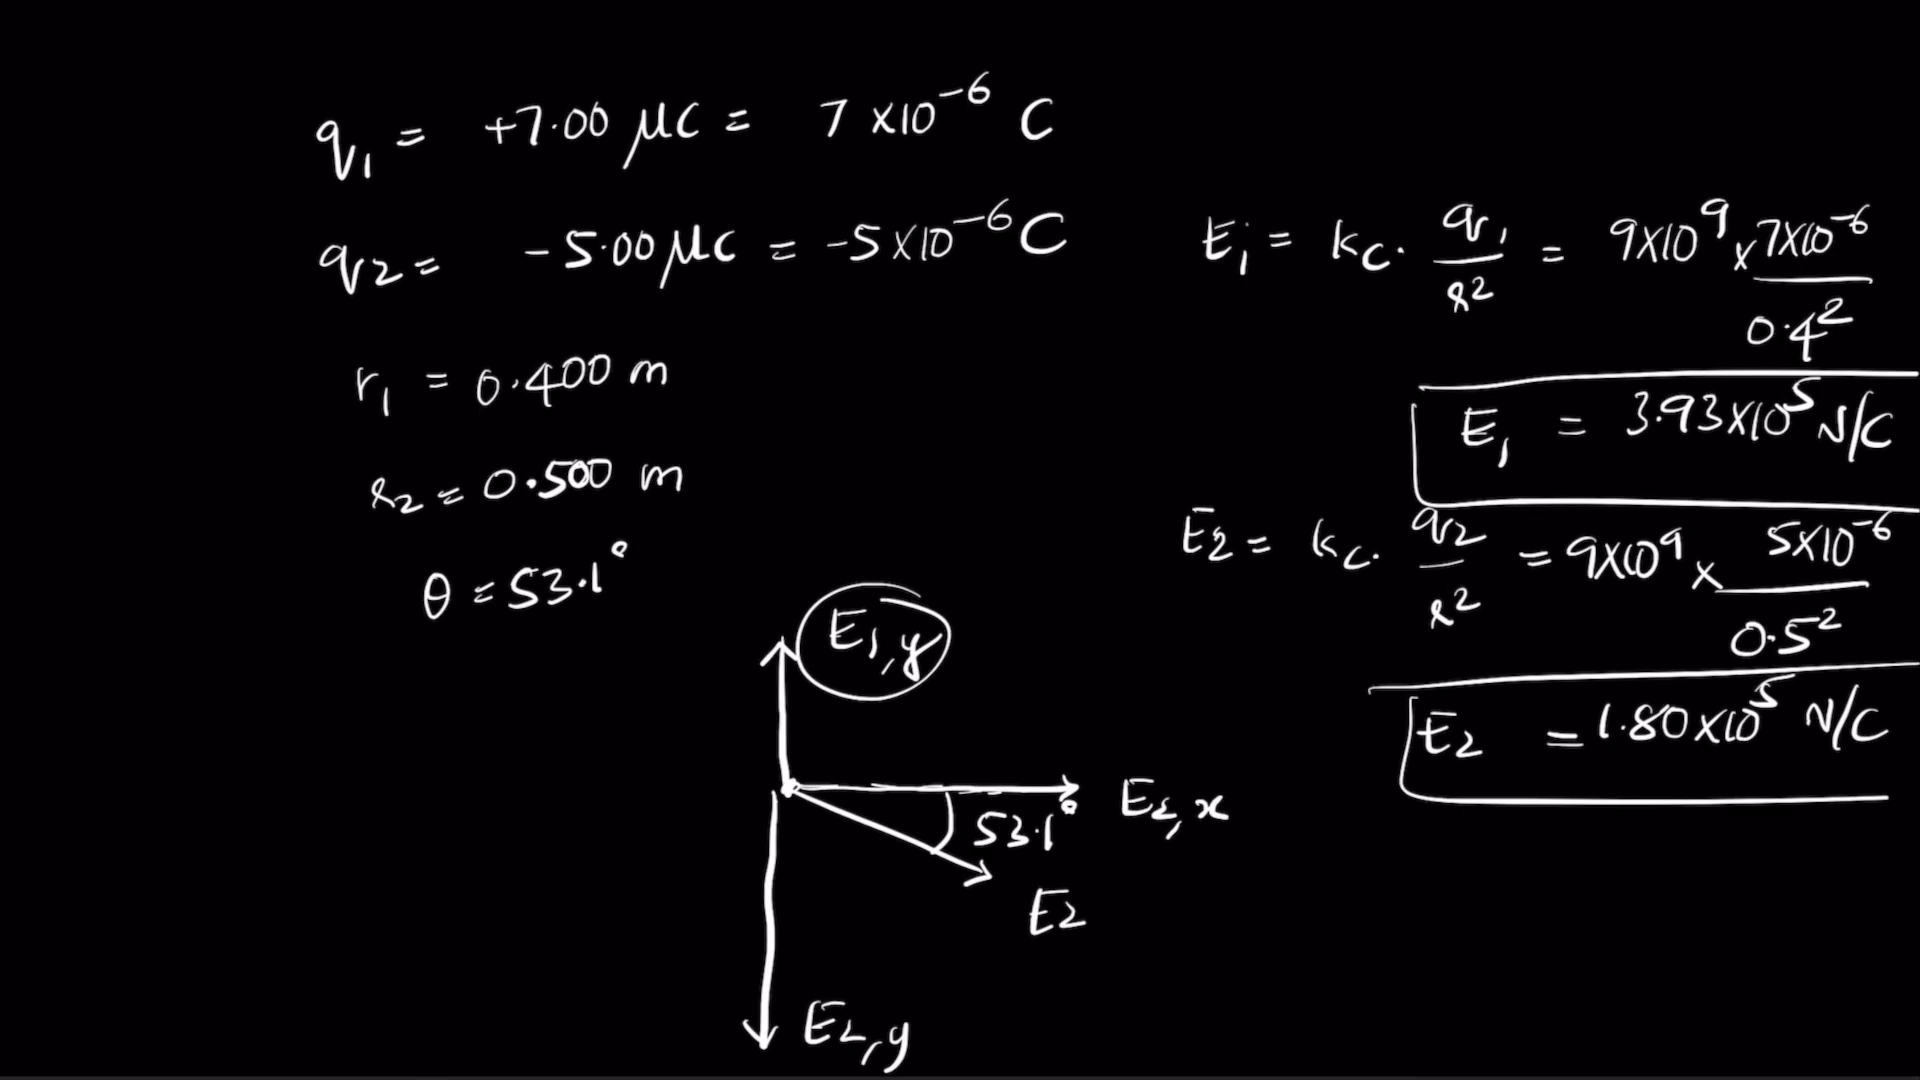 q₁ = +7.00 μC = 7 ×10⁻⁶ C
q₂ = -5.00 μC = -5 ×10⁻⁶ C
r₁ = 0.400 m
r₂ = 0.500 m
θ = 53.1°
E₁ = kc. q₁/r² = 9×10⁹ × 7×10⁻⁶/0.4²
E₁ = 3.93×10⁵ N/C
E₂ = kc. q₂/r² = 9×10⁹ × 5×10⁻⁶/0.5²
E₂ = 1.80×10⁵ N/C
E₁,y
E₂,x
53.1°
E₂
E₂,y